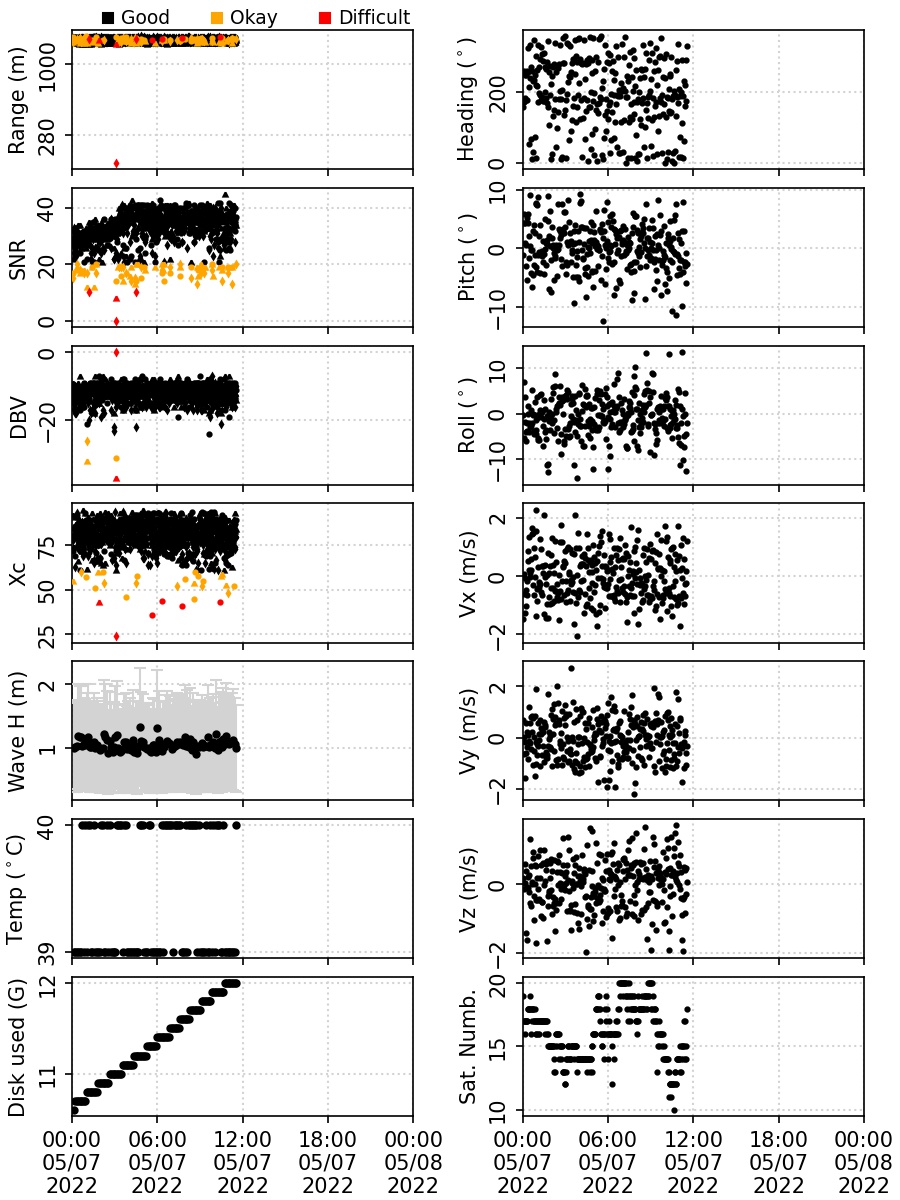 Good Okay Difficult
Range (m)
1000
280
Heading (°)
200
0
SNR
40
20
0
Pitch (°)
10
0
−10
DBV
0
−20
Roll (°)
10
0
−10
Xc
75
50
25
Vx (m/s)
2
0
−2
Wave H (m)
2
1
Vy (m/s)
2
0
−2
Temp (°C)
40
39
Vz (m/s)
0
−2
Disk used (G)
12
11
Sat. Numb.
20
15
10
00:00 06:00 12:00 18:00 00:00
05/07 05/07 05/07 05/07 05/08
2022 2022 2022 2022 2022
00:00 06:00 12:00 18:00 00:00
05/07 05/07 05/07 05/07 05/08
2022 2022 2022 2022 2022